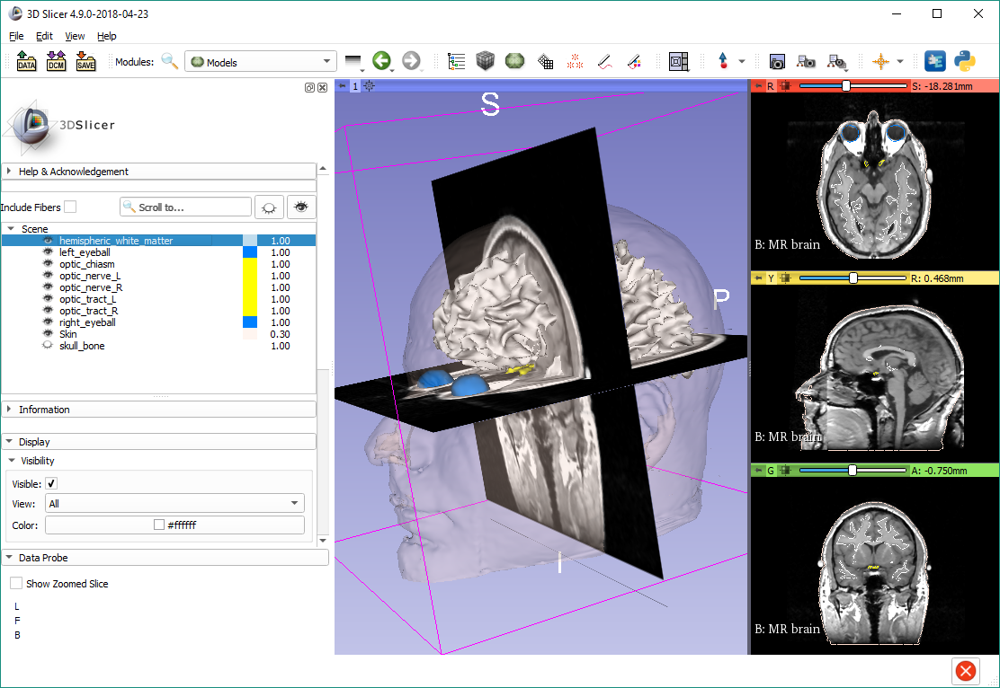 3D Slicer 4.9.0-2018-04-23
File Edit View Help
DATA DCM SAVE Modules: Models
1
3DSlicer
Help & Acknowledgement
Include Fibers Scroll to...
Scene
hemispheric_white_matter 1.00
left_eyeball 1.00
optic_chiasm 1.00
optic_nerve_L 1.00
optic_nerve_R 1.00
optic_tract_L 1.00
optic_tract_R 1.00
right_eyeball 1.00
Skin 0.30
skull_bone 1.00
Information
Display
Visibility
Visible:
View: All
Color: #ffffff
Data Probe
Show Zoomed Slice
L
F
B
S
P
I
R S: -18.281mm
B: MR brain
Y R: 0.468mm
B: MR brain
G A: -0.750mm
B: MR brain